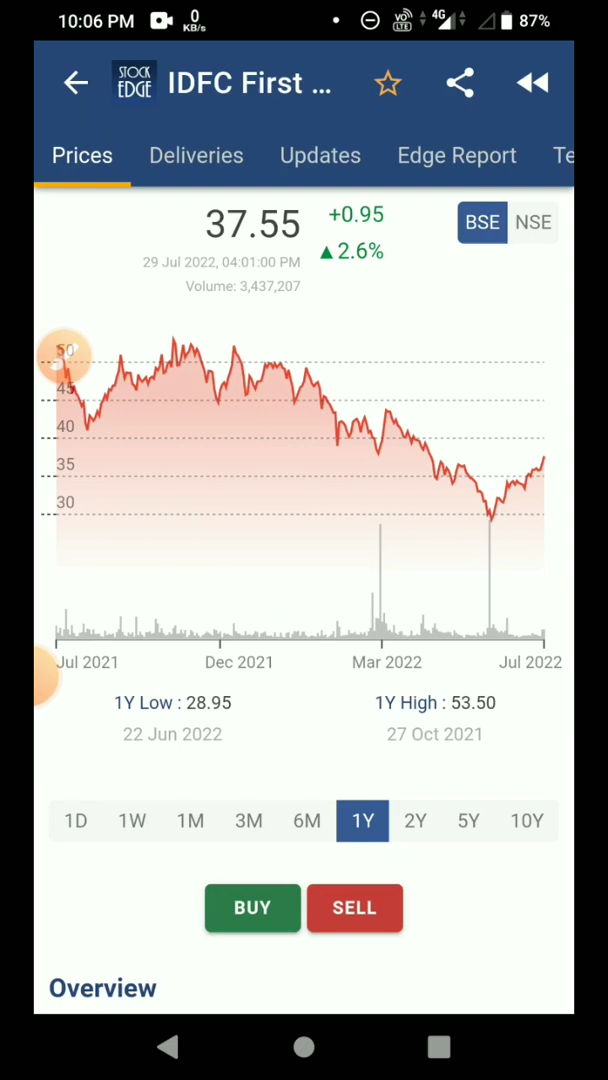 10:06 PM 0 KB/s VO LTE 4G 87%
STOCK EDGE IDFC First ...
Prices Deliveries Updates Edge Report Te
37.55 +0.95 BSE NSE
▲2.6%
29 Jul 2022, 04:01:00 PM
Volume: 3,437,207
50
45
40
35
30
Jul 2021 Dec 2021 Mar 2022 Jul 2022
1Y Low : 28.95 1Y High : 53.50
22 Jun 2022 27 Oct 2021
1D 1W 1M 3M 6M 1Y 2Y 5Y 10Y
BUY SELL
Overview